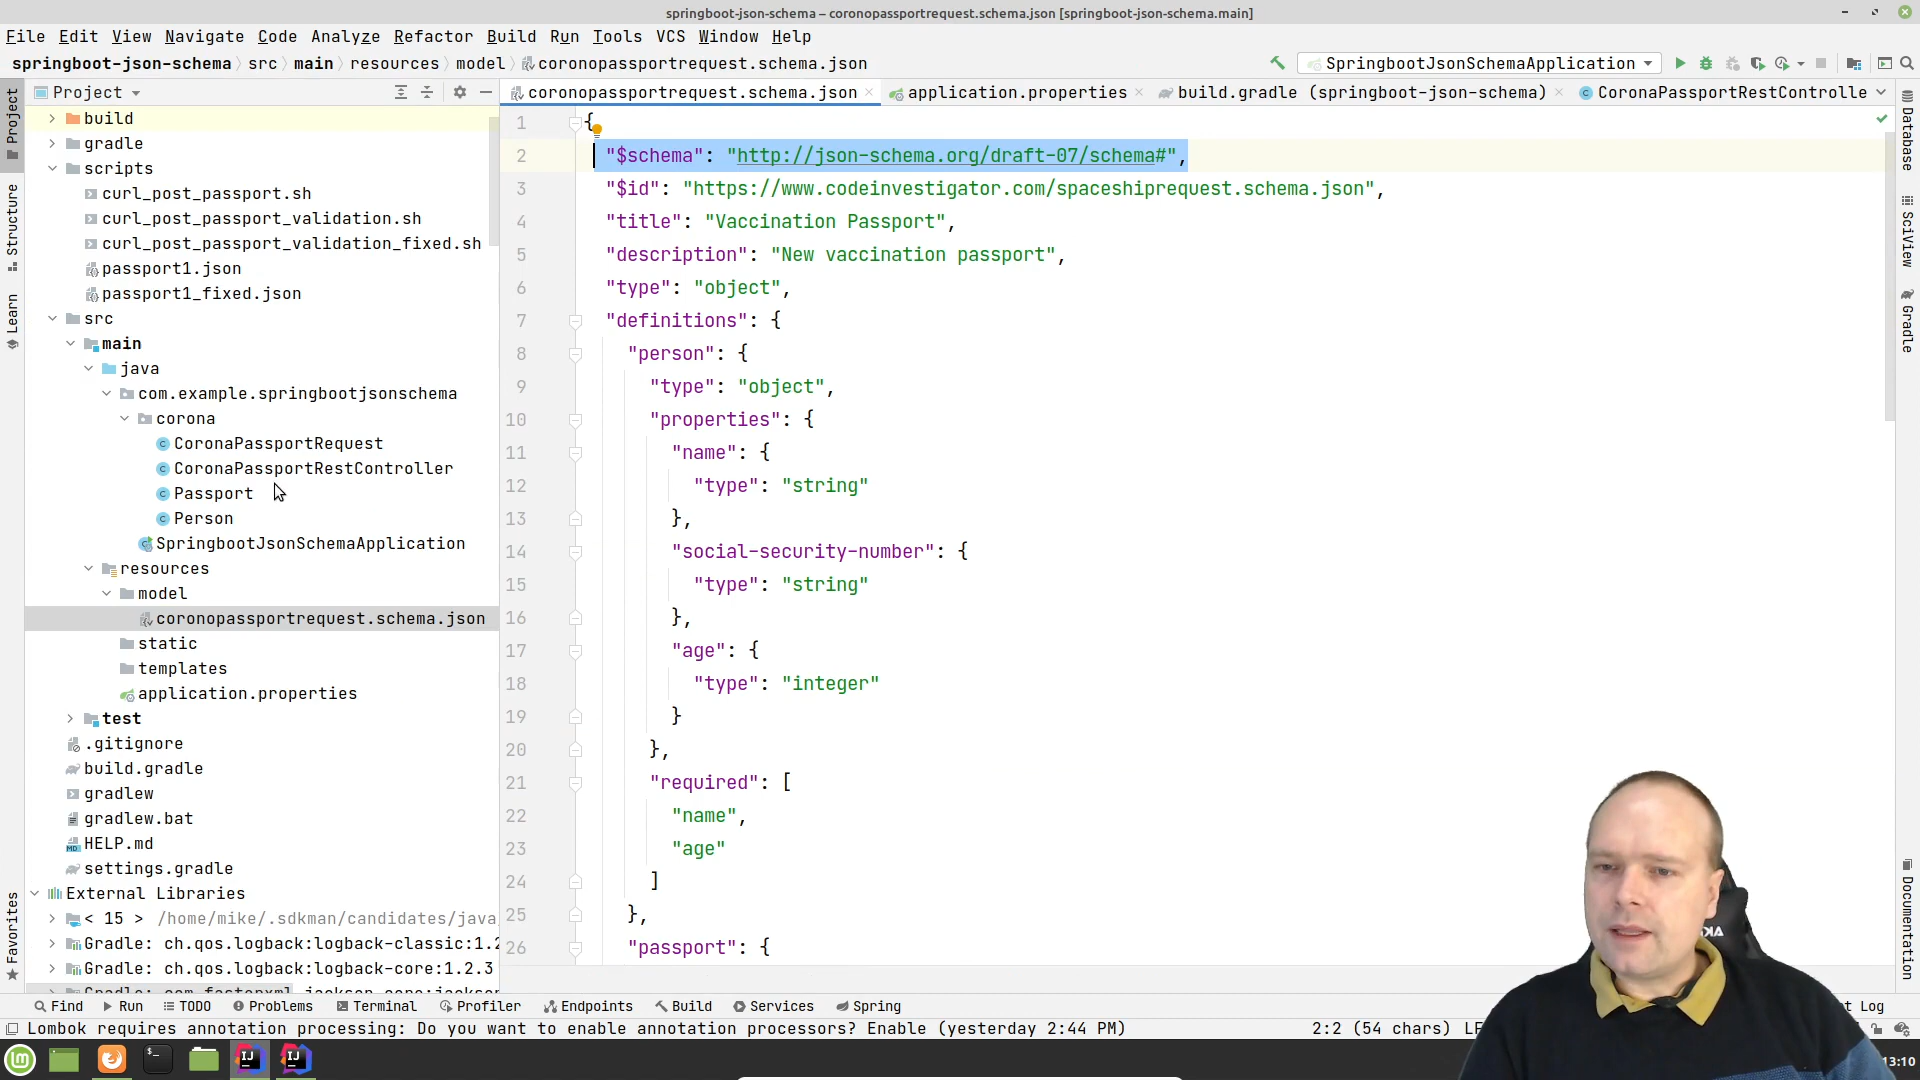 springboot-json-schema – coronopassportrequest.schema.json [springboot-json-schema.main]
File Edit View Navigate Code Analyze Refactor Build Run Tools VCS Window Help
springboot-json-schema src main resources model coronopassportrequest.schema.json SpringbootJsonSchemaApplication
Project coronopassportrequest.schema.json application.properties build.gradle (springboot-json-schema) CoronaPassportRestControlle
Project
Structure
Learn
Favorites
build
gradle
scripts
curl_post_passport.sh
curl_post_passport_validation.sh
curl_post_passport_validation_fixed.sh
passport1.json
passport1_fixed.json
src
main
java
com.example.springbootjsonschema
corona
CoronaPassportRequest
CoronaPassportRestController
Passport
Person
SpringbootJsonSchemaApplication
resources
model
coronopassportrequest.schema.json
static
templates
application.properties
test
.gitignore
build.gradle
gradlew
gradlew.bat
HELP.md
settings.gradle
External Libraries
< 15 > /home/mike/.sdkman/candidates/java
Gradle: ch.qos.logback:logback-classic:1.2
Gradle: ch.qos.logback:logback-core:1.2.3
1 {
2 "$schema": "http://json-schema.org/draft-07/schema#",
3 "$id": "https://www.codeinvestigator.com/spaceshiprequest.schema.json",
4 "title": "Vaccination Passport",
5 "description": "New vaccination passport",
6 "type": "object",
7 "definitions": {
8 "person": {
9 "type": "object",
10 "properties": {
11 "name": {
12 "type": "string"
13 },
14 "social-security-number": {
15 "type": "string"
16 },
17 "age": {
18 "type": "integer"
19 }
20 },
21 "required": [
22 "name",
23 "age"
24 ]
25 },
26 "passport": {
Database
SciView
Gradle
Documentation
Find Run TODO Problems Terminal Profiler Endpoints Build Services Spring t Log
Lombok requires annotation processing: Do you want to enable annotation processors? Enable (yesterday 2:44 PM) 2:2 (54 chars) LF
13:10